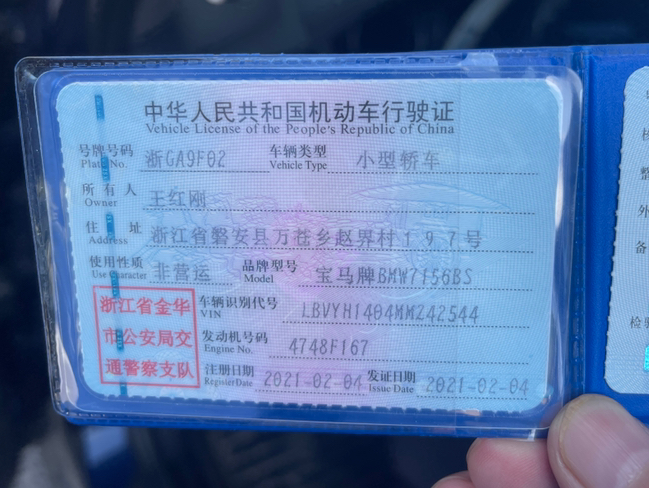 中华人民共和国机动车行驶证
Vehicle License of the People's Republic of China
号牌号码 浙GA9F02 车辆类型 小型轿车
Plate No. Vehicle Type
所有人 王红刚
Owner
住址 浙江省磐安县万苍乡赵界村197号
Address
使用性质 非营运 品牌型号 宝马牌BMW7156BS
Use Character Model
浙江省金华
市公安局交
通警察支队
车辆识别代号 LBVYH1404MMZ42544
VIN
发动机号码 4748F167
Engine No.
注册日期 2021-02-04 发证日期 2021-02-04
Register Date Issue Date
备
检验